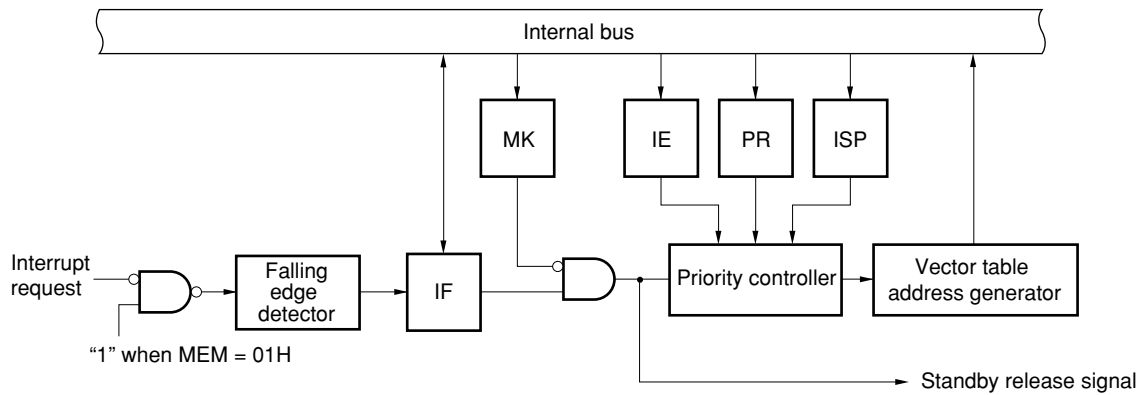 Internal bus
MK
IE
PR
ISP
Interrupt
request
Falling
edge
detector
IF
Priority controller
Vector table
address generator
“1” when MEM = 01H
Standby release signal